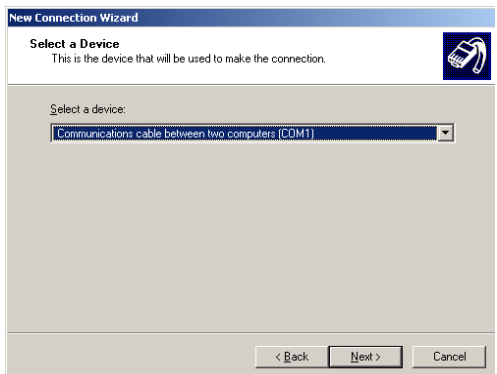 New Connection Wizard
Select a Device
This is the device that will be used to make the connection.
Select a device:
Communications cable between two computers (COM1)
< Back Next > Cancel